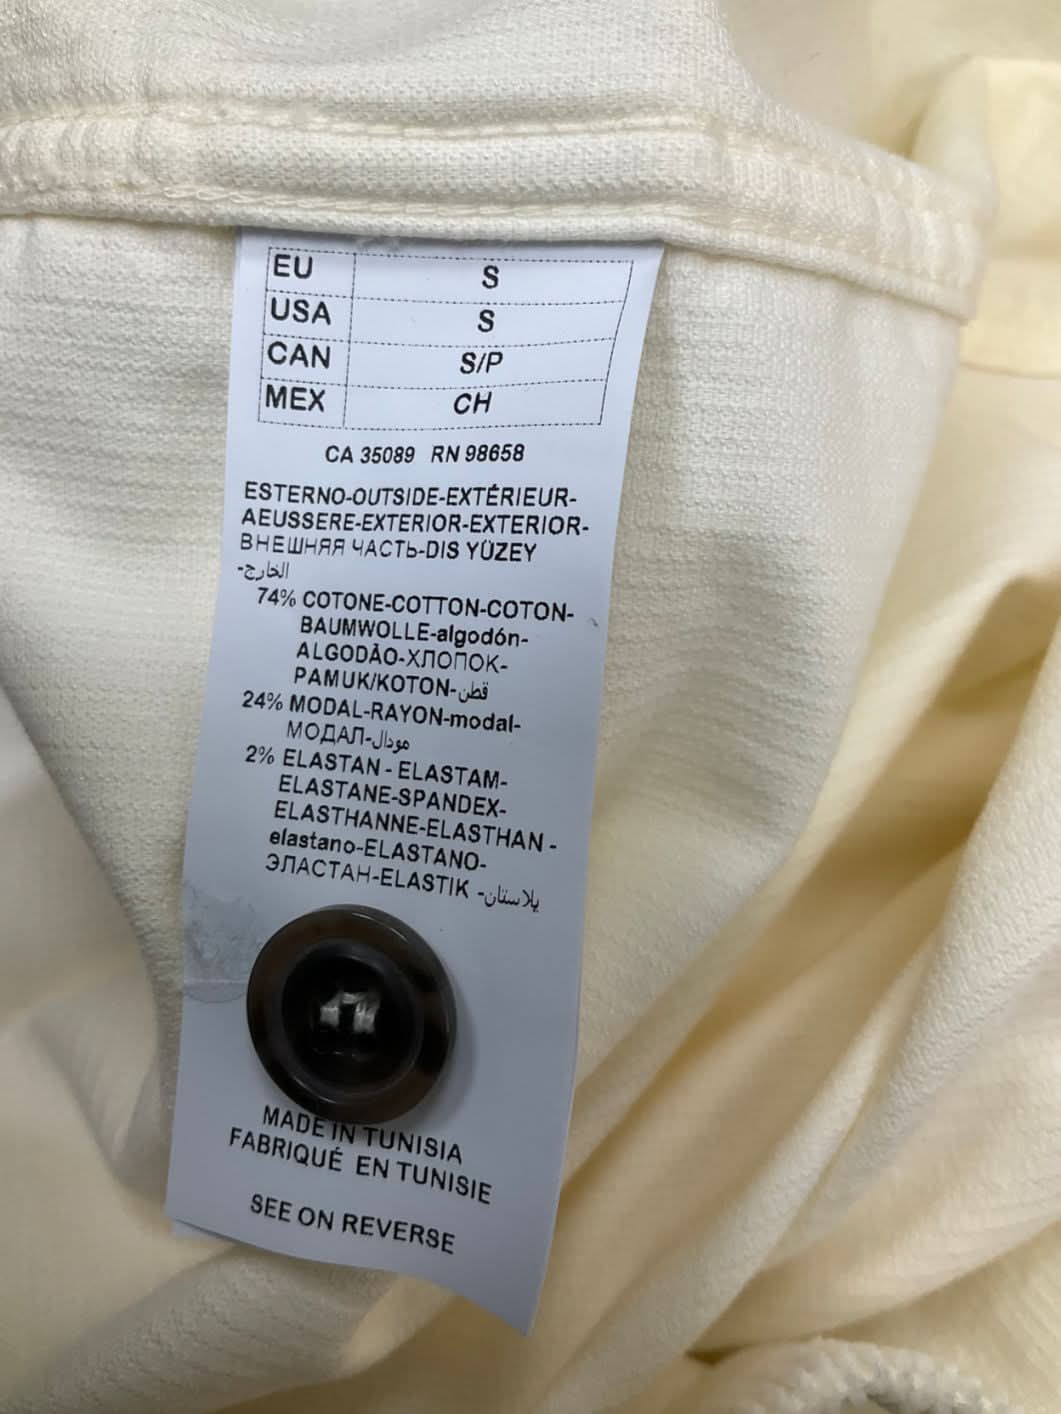 EU S
USA S
CAN S/P
MEX CH
CA 35089 RN 98658
ESTERNO-OUTSIDE-EXTÉRIEUR-
AEUSSERE-EXTERIOR-EXTERIOR-
ВНЕШНЯЯ ЧАСТЬ-DIS YÜZEY
-الخارج
74% COTONE-COTTON-COTON-
BAUMWOLLE-algodón-
ALGODÃO-ХЛОПОК-
PAMUK/KOTON-قطن
24% MODAL-RAYON-modal-
МОДАЛ-مودال
2% ELASTAN - ELASTAM-
ELASTANE-SPANDEX-
ELASTHANNE-ELASTHAN -
elastano-ELASTANO-
ЭЛАСТАН-ELASTIK -يلاستان
MADE IN TUNISIA
FABRIQUÉ EN TUNISIE
SEE ON REVERSE